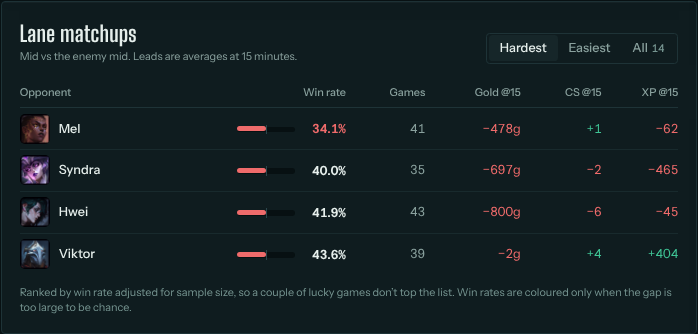 Lane matchups
Mid vs the enemy mid. Leads are averages at 15 minutes.
Hardest Easiest All 14
Opponent Win rate Games Gold @15 CS @15 XP @15
Mel 34.1% 41 −478g +1 −62
Syndra 40.0% 35 −697g −2 −465
Hwei 41.9% 43 −800g −6 −45
Viktor 43.6% 39 −2g +4 +404
Ranked by win rate adjusted for sample size, so a couple of lucky games don't top the list. Win rates are coloured only when the gap is
too large to be chance.